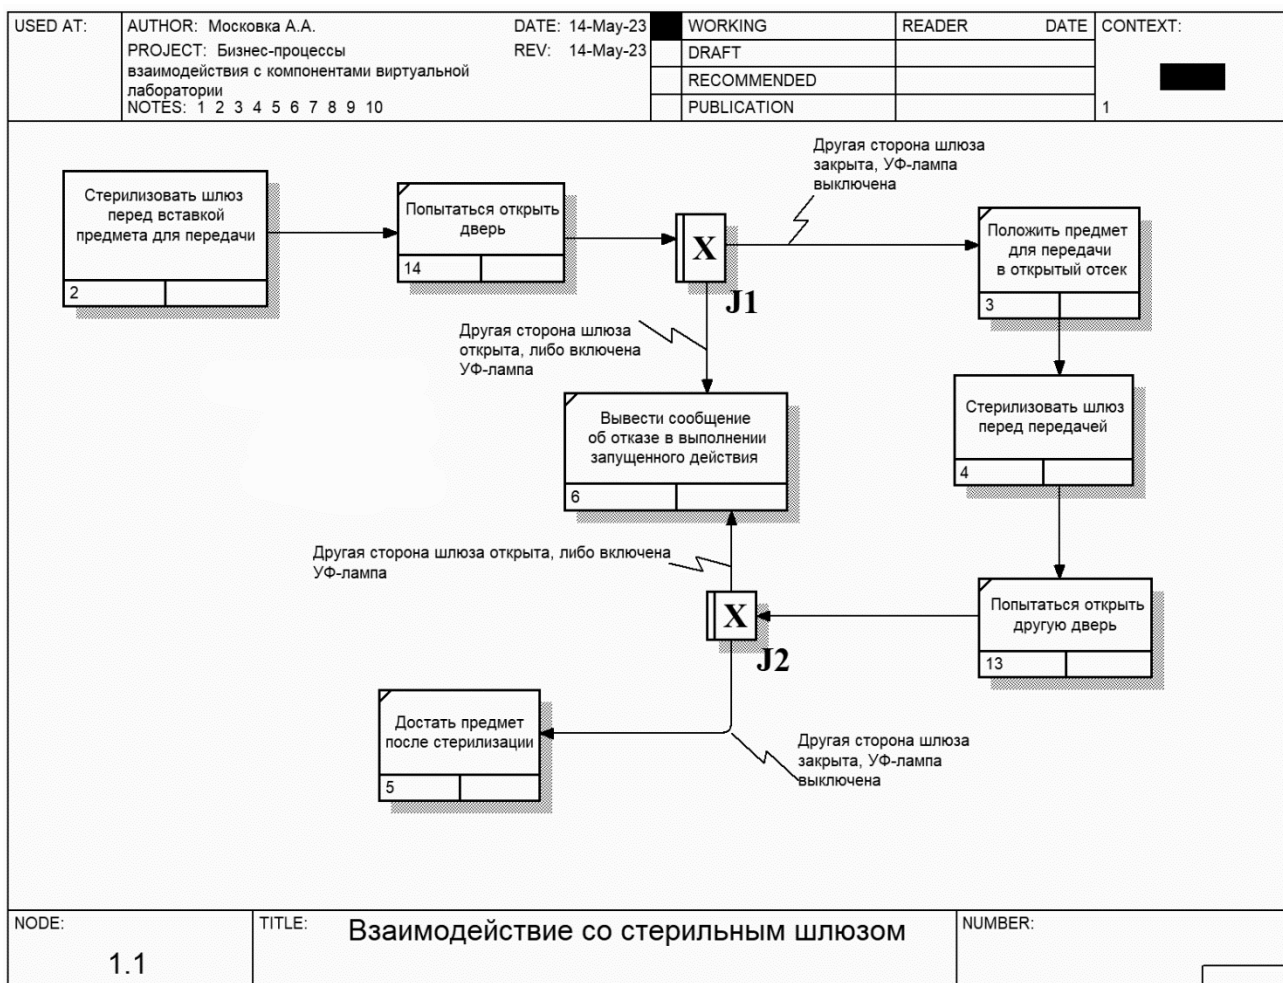 USED AT:
AUTHOR: Московка А.А.
DATE: 14-May-23
PROJECT: Бизнес-процессы
REV: 14-May-23
взаимодействия с компонентами виртуальной
лаборатории
NOTES: 1 2 3 4 5 6 7 8 9 10
WORKING
DRAFT
RECOMMENDED
PUBLICATION
READER DATE
CONTEXT:
1
Стерилизовать шлюз
перед вставкой
предмета для передачи
2
Попытаться открыть
дверь
14
X
J1
Другая сторона шлюза
закрыта, УФ-лампа
выключена
Положить предмет
для передачи
в открытый отсек
3
Другая сторона шлюза
открыта, либо включена
УФ-лампа
Вывести сообщение
об отказе в выполнении
запущенного действия
6
Стерилизовать шлюз
перед передачей
4
Другая сторона шлюза открыта, либо включена
УФ-лампа
X
J2
Попытаться открыть
другую дверь
13
Достать предмет
после стерилизации
5
Другая сторона шлюза
закрыта, УФ-лампа
выключена
NODE:
1.1
TITLE:
Взаимодействие со стерильным шлюзом
NUMBER: